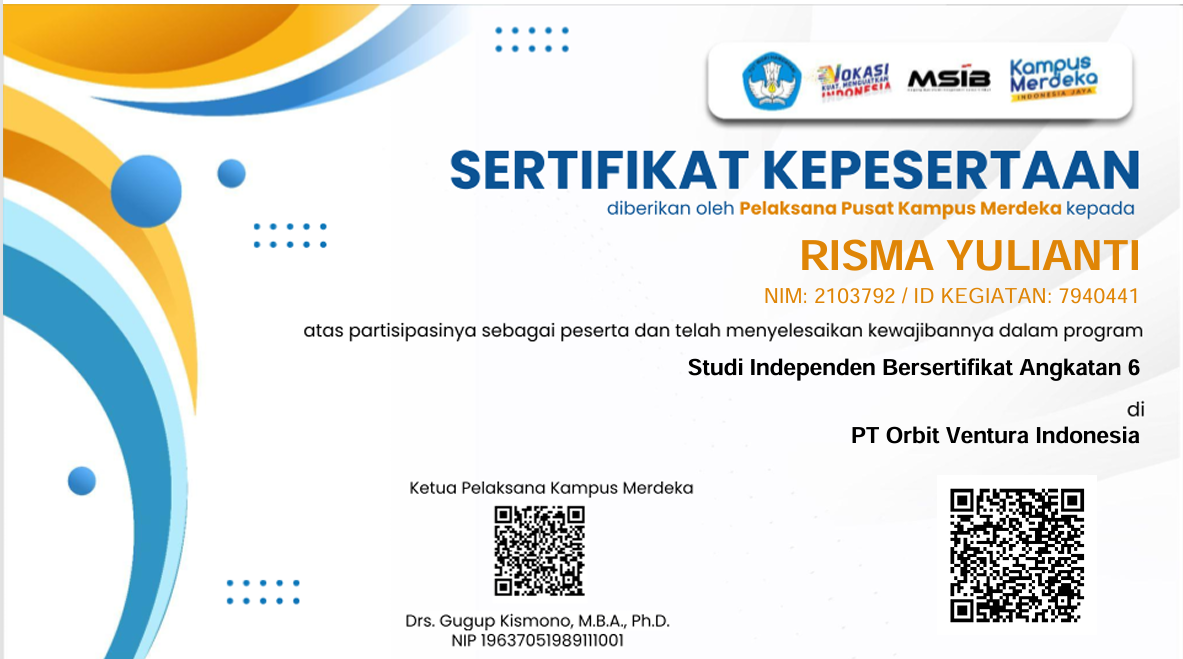 VOKASI
KUAT MENGUATKAN
INDONESIA
MSIB
Kampus
Merdeka
INDONESIA JAYA
SERTIFIKAT KEPESERTAAN
diberikan oleh Pelaksana Pusat Kampus Merdeka kepada
RISMA YULIANTI
NIM: 2103792 / ID KEGIATAN: 7940441
atas partisipasinya sebagai peserta dan telah menyelesaikan kewajibannya dalam program
Studi Independen Bersertifikat Angkatan 6
di
PT Orbit Ventura Indonesia
Ketua Pelaksana Kampus Merdeka
Drs. Gugup Kismono, M.B.A., Ph.D.
NIP 19637051989111001